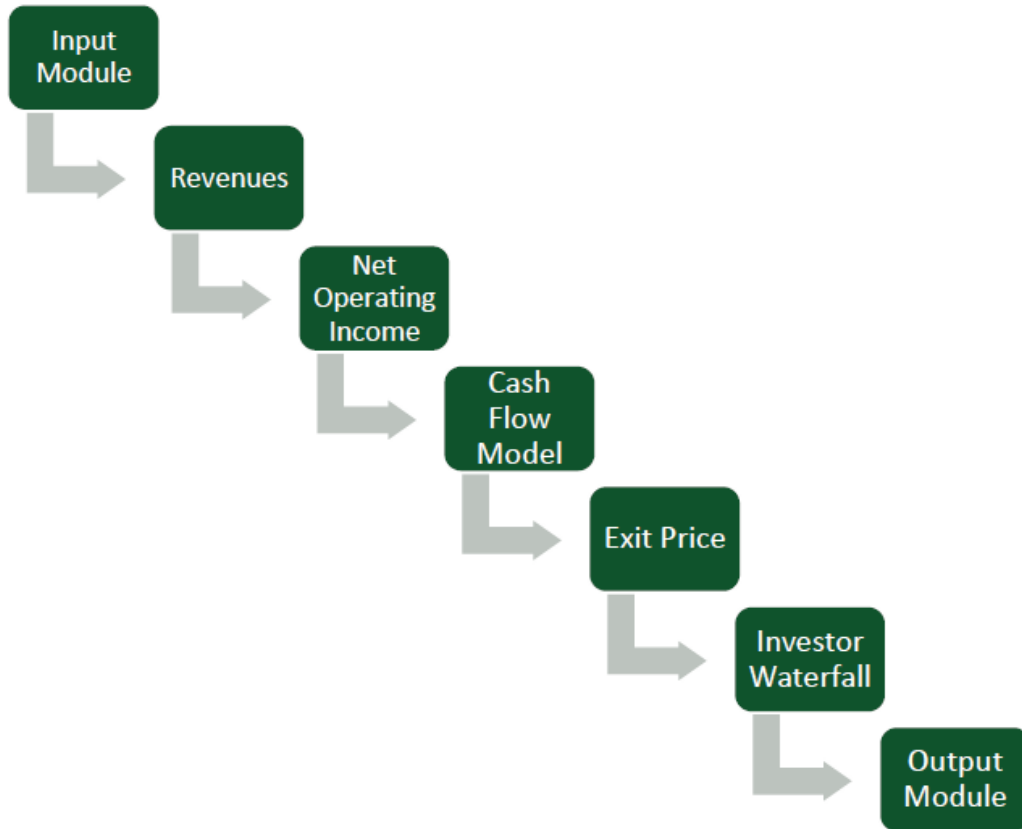 Input
Module
Revenues
Net
Operating
Income
Cash
Flow
Model
Exit Price
Investor
Waterfall
Output
Module